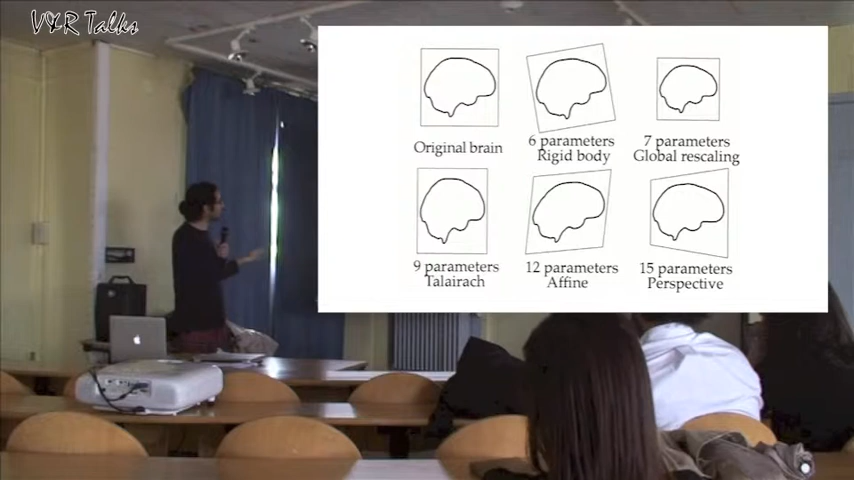 VXR Talks
Original brain
6 parameters
Rigid body
7 parameters
Global rescaling
9 parameters
Talairach
12 parameters
Affine
15 parameters
Perspective